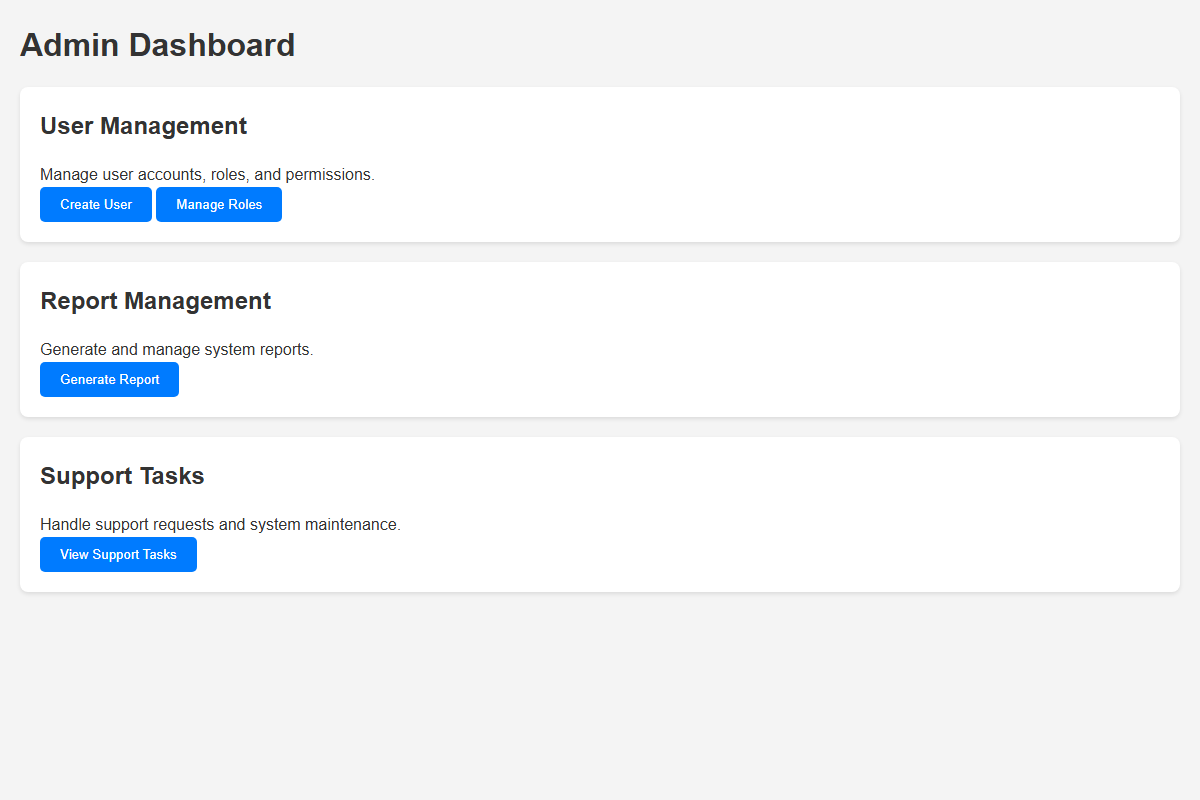 Admin Dashboard
User Management
Manage user accounts, roles, and permissions.
Create User Manage Roles
Report Management
Generate and manage system reports.
Generate Report
Support Tasks
Handle support requests and system maintenance.
View Support Tasks